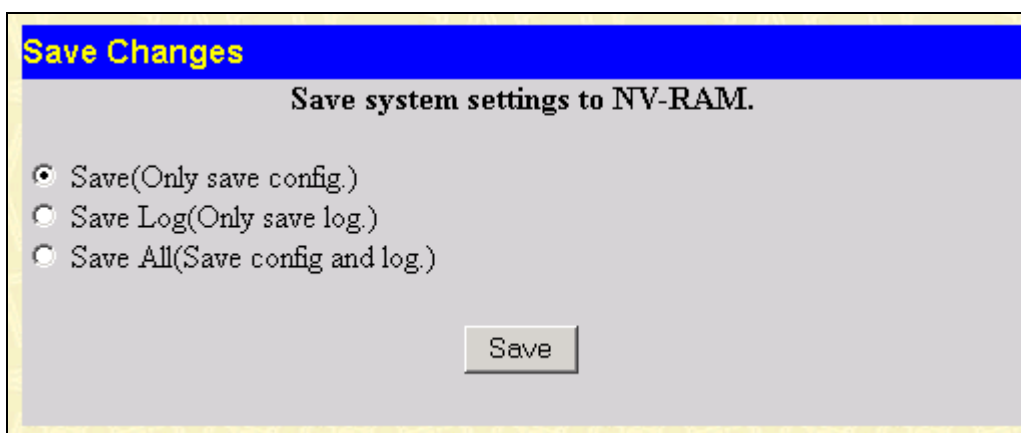 Save Changes
Save system settings to NV-RAM.
Save(Only save config.)
Save Log(Only save log.)
Save All(Save config and log.)
Save